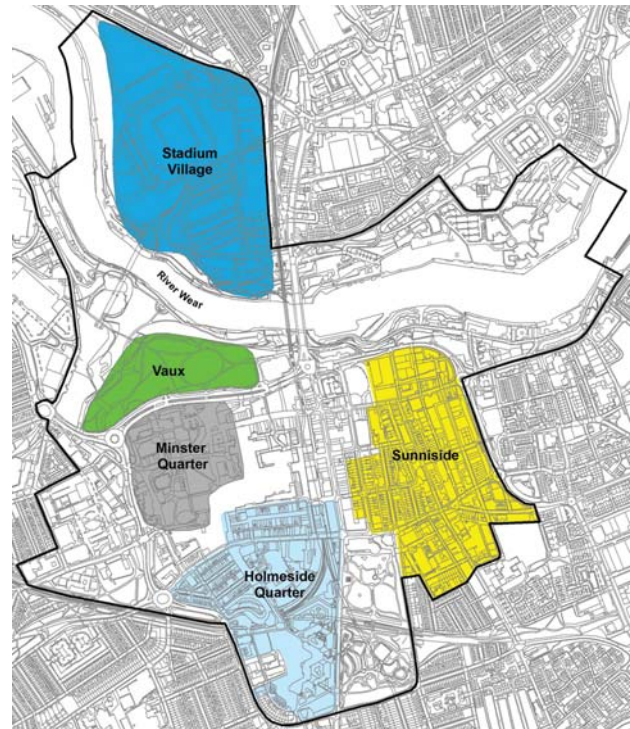 Stadium
Village
River Wear
Vaux
Minster
Quarter
Sunniside
Holmeside
Quarter